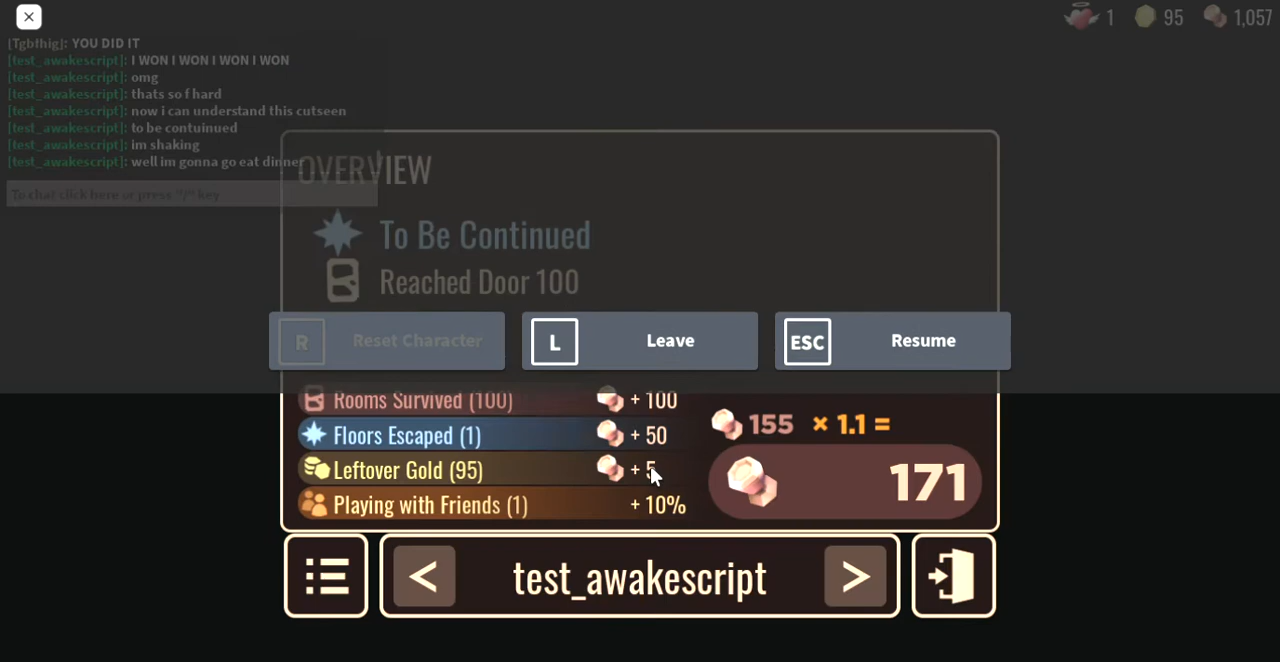 1 95 1,057
[Tgbfhig]: YOU DID IT
[test_awakescript]: I WON I WON I WON I WON
[test_awakescript]: omg
[test_awakescript]: thats so f hard
[test_awakescript]: now i can understand this cutseen
[test_awakescript]: to be contuinued
[test_awakescript]: im shaking
[test_awakescript]: well im gonna go eat dinner
To chat click here or press "/" key
OVERVIEW
To Be Continued
Reached Door 100
R Reset Character
L Leave
ESC Resume
Rooms Survived (100) + 100
Floors Escaped (1) + 50
Leftover Gold (95) + 5
Playing with Friends (1) + 10%
155 × 1.1 =
171
< test_awakescript >